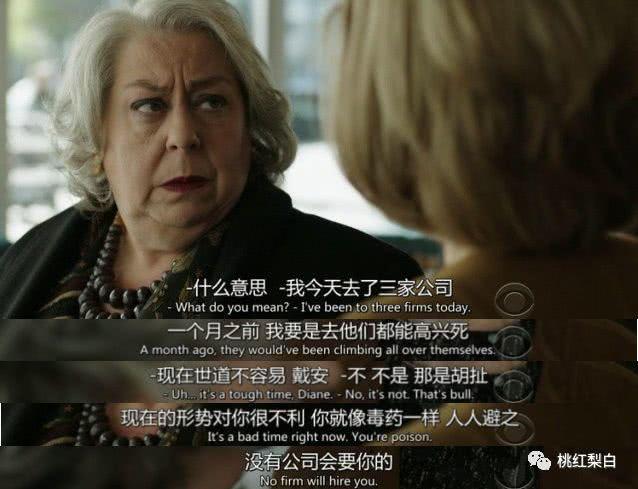 -什么意思 -我今天去了三家公司
- What do you mean? - I've been to three firms today.
一个月之前 我要是去他们都能高兴死
A month ago, they would've been climbing all over themselves.
-现在世道不容易 戴安 -不 不是 那是胡扯
- Uh... it's a tough time, Diane. - No, it's not. That's bull.
现在的形势对你很不利 你就像毒药一样 人人避之
It's a bad time right now. You're poison.
没有公司会要你的
No firm will hire you.
桃红梨白